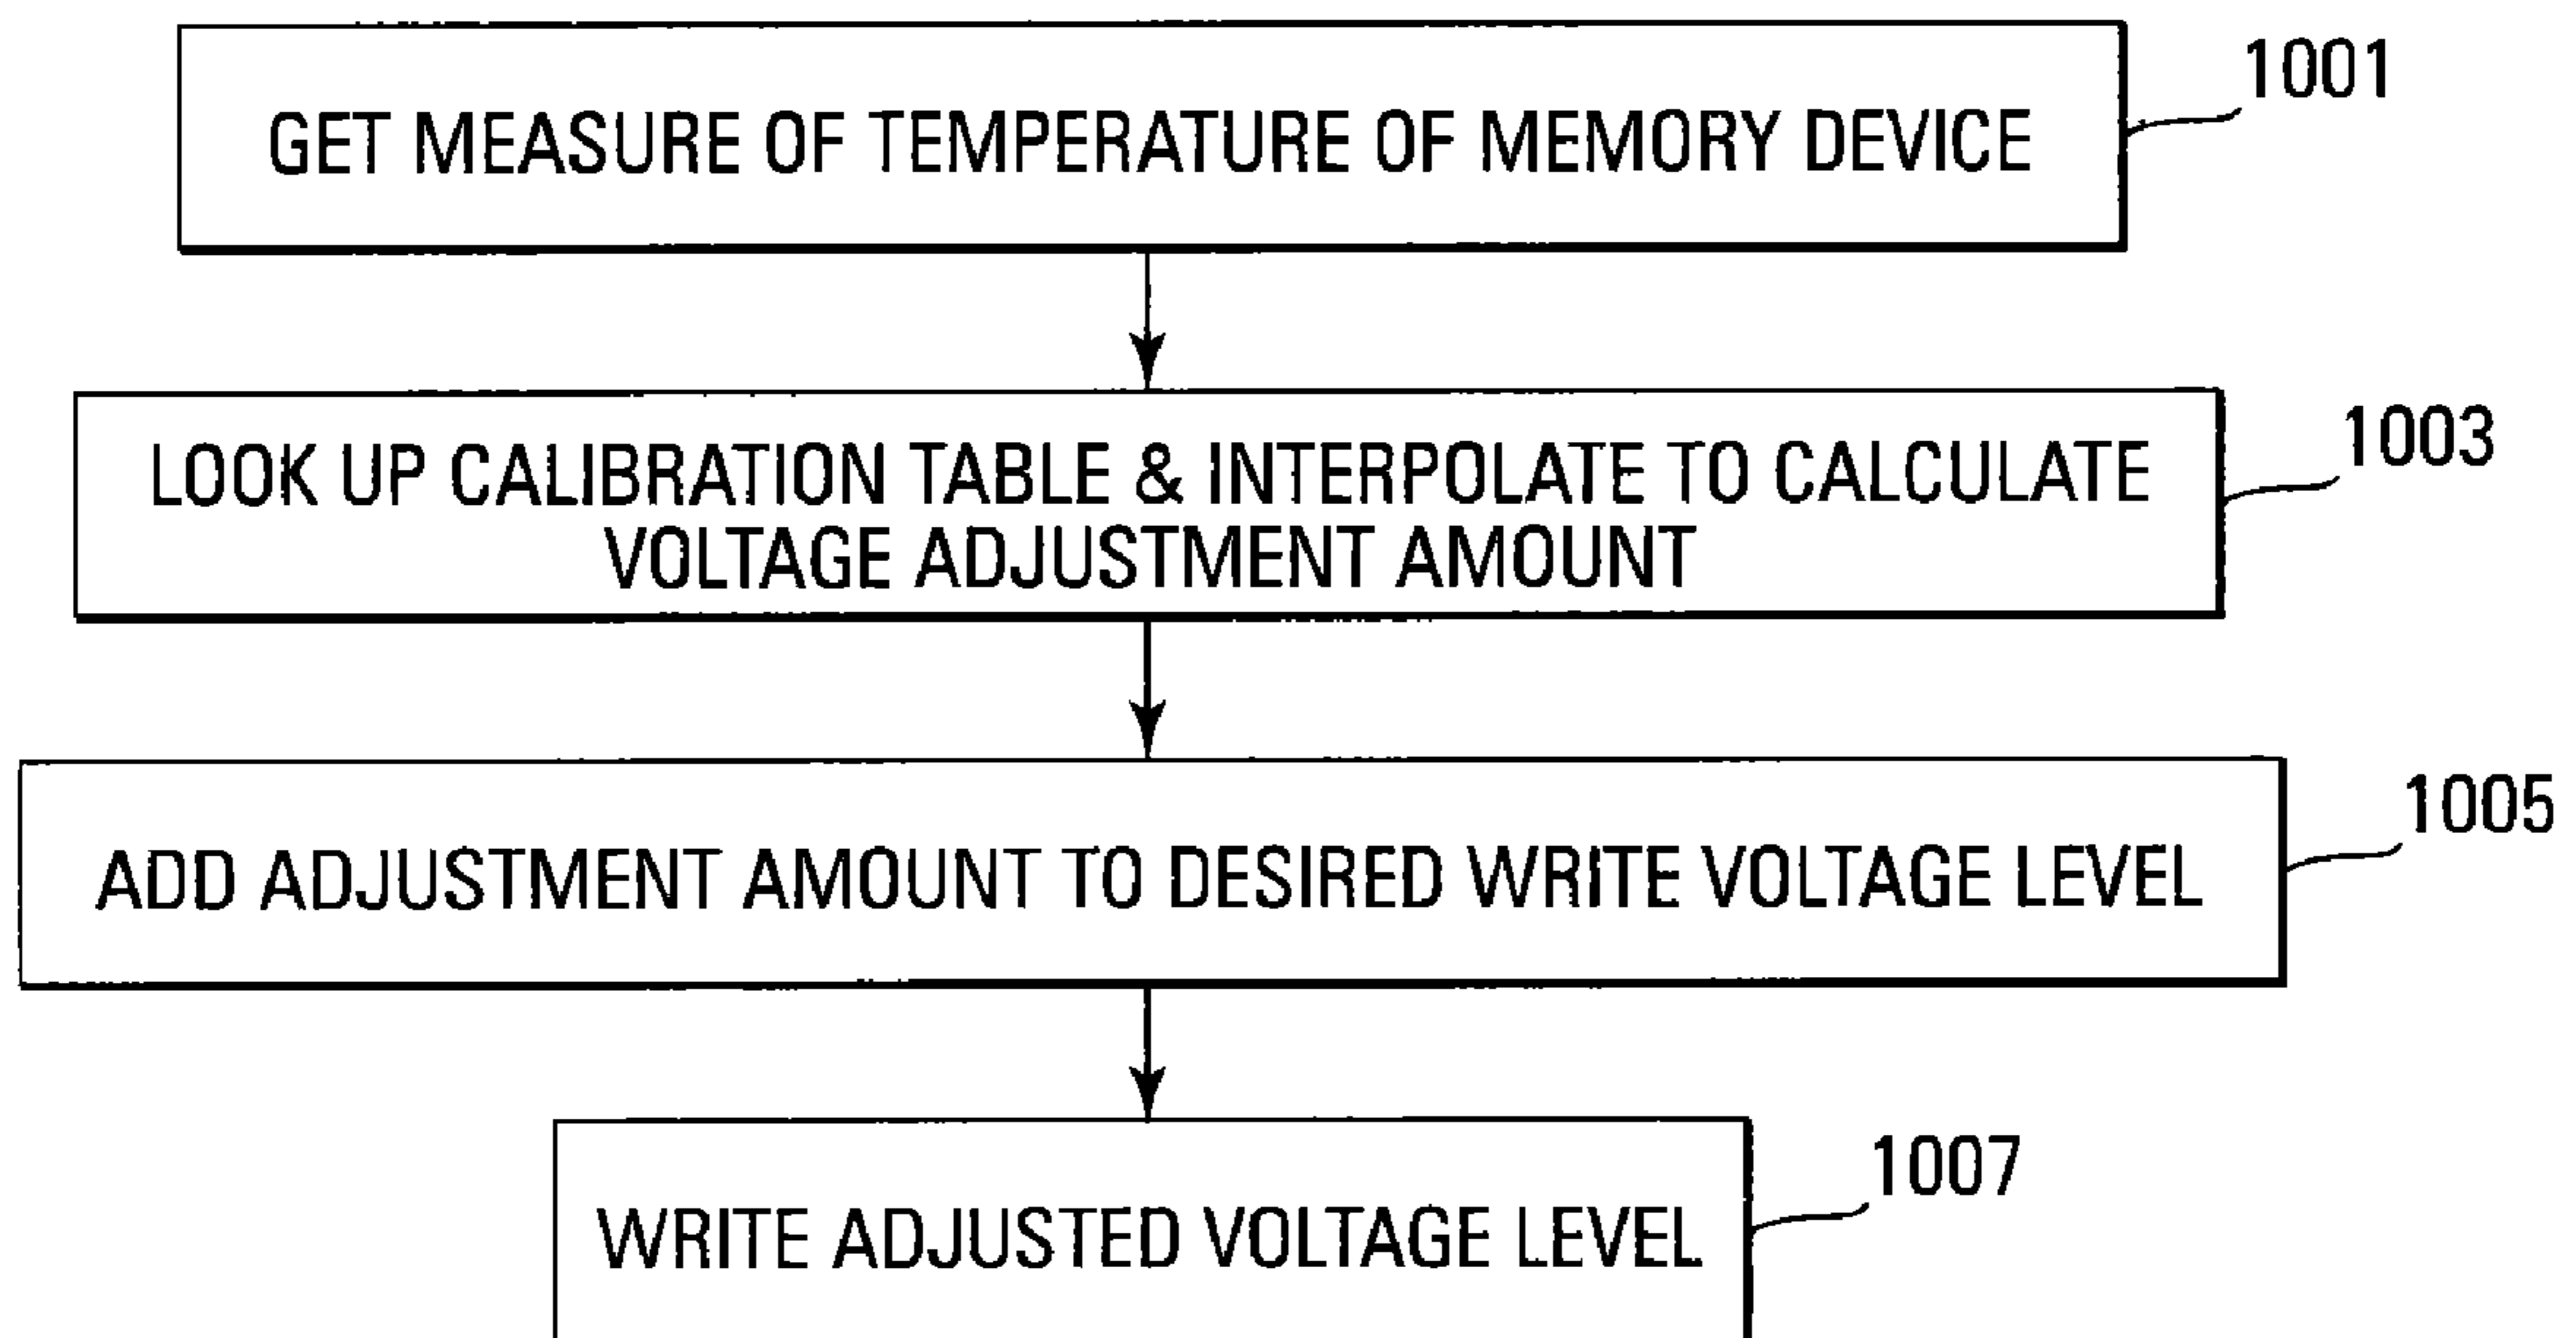 GET MEASURE OF TEMPERATURE OF MEMORY DEVICE
1001
LOOK UP CALIBRATION TABLE & INTERPOLATE TO CALCULATE
VOLTAGE ADJUSTMENT AMOUNT
1003
ADD ADJUSTMENT AMOUNT TO DESIRED WRITE VOLTAGE LEVEL
1005
WRITE ADJUSTED VOLTAGE LEVEL
1007